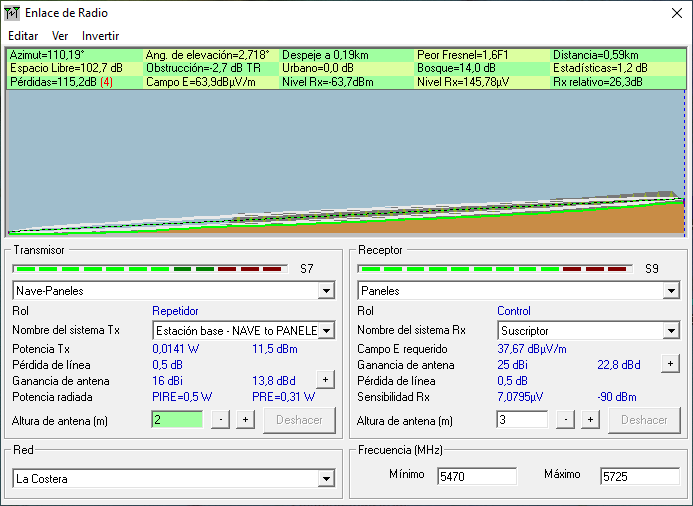 Enlace de Radio
Editar Ver Invertir
Azimut=110,19° Ang. de elevación=2,718° Despeje a 0,19km Peor Fresnel=1,6F1 Distancia=0,59km
Espacio Libre=102,7 dB Obstrucción=-2,7 dB TR Urbano=0,0 dB Bosque=14,0 dB Estadísticas=1,2 dB
Pérdidas=115,2dB (4) Campo E=63,9dBµV/m Nivel Rx=-63,7dBm Nivel Rx=145,78µV Rx relativo=26,3dB
Transmisor
S7
Nave-Paneles
Rol Repetidor
Nombre del sistema Tx Estación base - NAVE to PANELE
Potencia Tx 0,0141 W 11,5 dBm
Pérdida de línea 0,5 dB
Ganancia de antena 16 dBi 13,8 dBd +
Potencia radiada PIRE=0,5 W PRE=0,31 W
Altura de antena (m) 2 - + Deshacer
Receptor
S9
Paneles
Rol Control
Nombre del sistema Rx Suscriptor
Campo E requerido 37,67 dBµV/m
Ganancia de antena 25 dBi 22,8 dBd +
Pérdida de línea 0,5 dB
Sensibilidad Rx 7,0795µV -90 dBm
Altura de antena (m) 3 - + Deshacer
Red
La Costera
Frecuencia (MHz)
Mínimo 5470 Máximo 5725